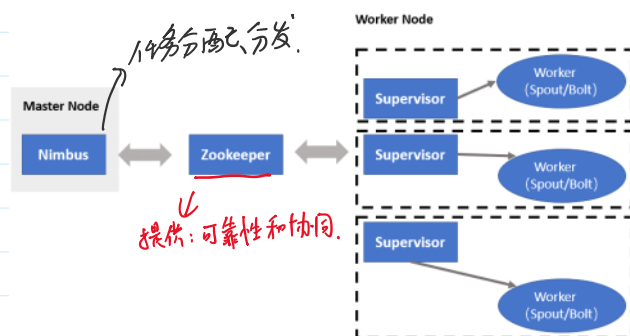 任务分配、分发.
Worker Node
Master Node
Nimbus
Zookeeper
提供:可靠性和协同.
Supervisor
Worker
(Spout/Bolt)
Supervisor
Worker
(Spout/Bolt)
Supervisor
Worker
(Spout/Bolt)